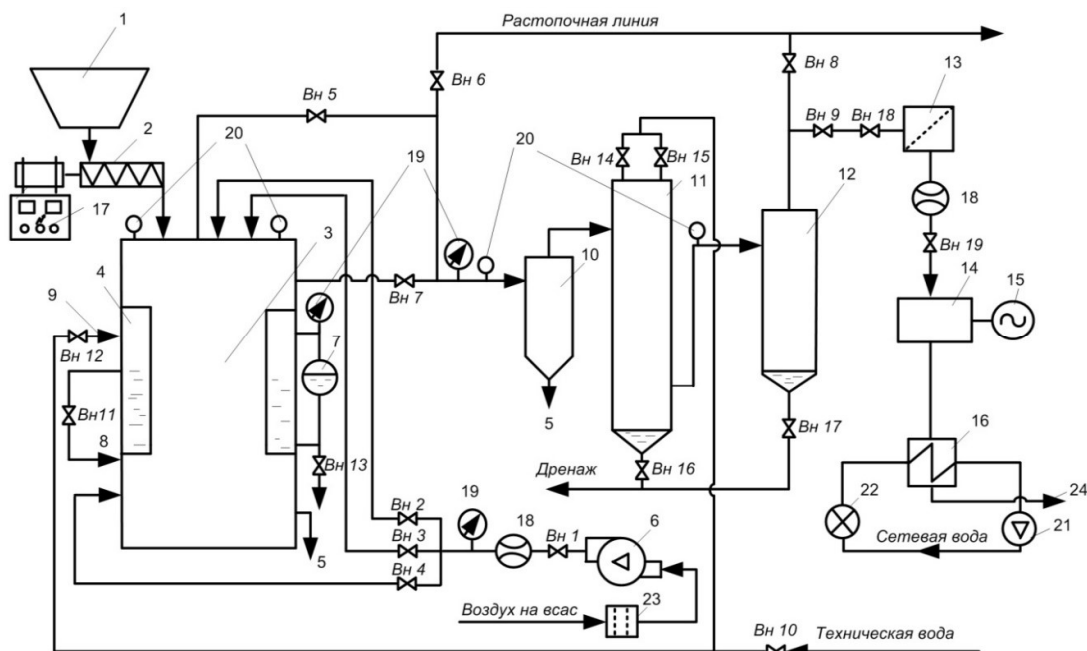 Растопочная линия
1
Вн 6
Вн 8
13
Вн 5
2
20
19
20
Вн 9
Вн 18
Вн 14
Вн 15
11
12
18
17
3
10
Вн 19
4
14
15
9
Вн 7
7
Вн 12
Вн11
5
Вн 17
8
16
Вн 13
Вн 16
Дренаж
24
Вн 2
19
18
6
22
21
Вн 3
Вн 1
Сетевая вода
5
Вн 4
Воздух на всас
23
Вн 10
Техническая вода